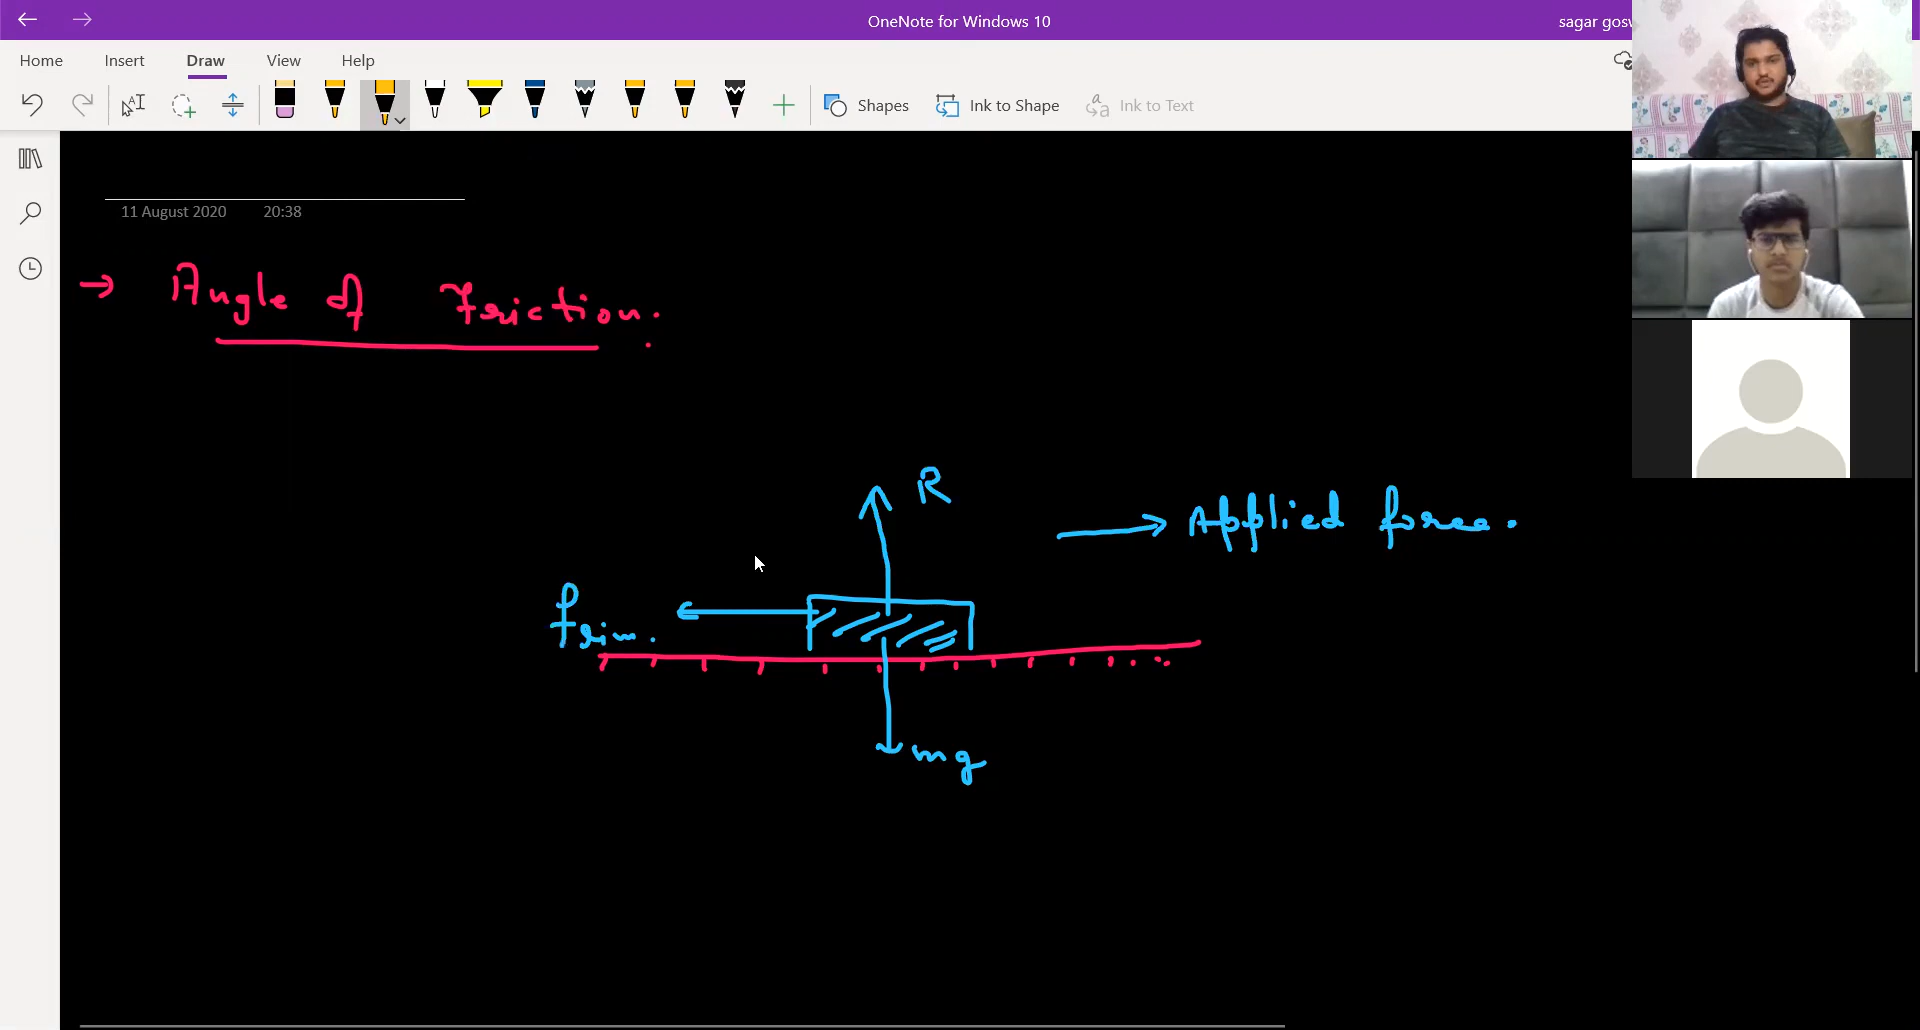 OneNote for Windows 10
sagar gosw
Home Insert Draw View Help
Shapes Ink to Shape Ink to Text
11 August 2020 20:38
→ Angle of Friction.
R
→ Applied force.
mg